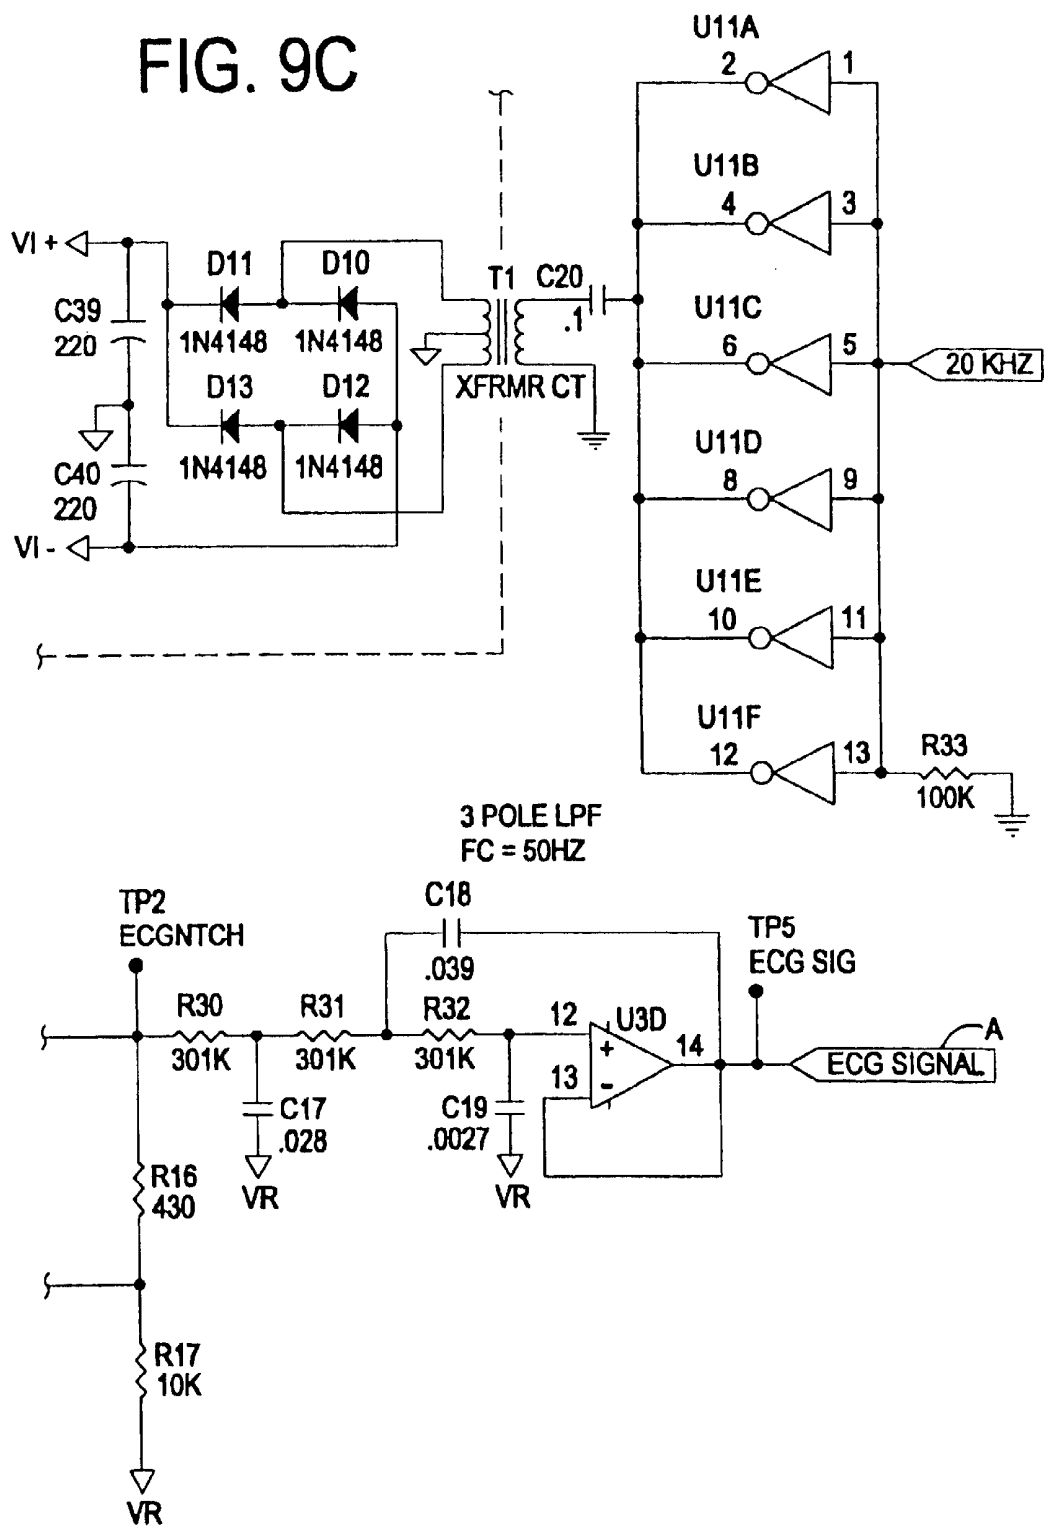 FIG. 9C
U11A
2 1
U11B
4 3
U11C
6 5
20 KHZ
U11D
8 9
U11E
10 11
U11F
12 13
R33
100K
VI +
C39
220
C40
220
VI -
D11 D10
1N4148 1N4148
D13 D12
1N4148 1N4148
T1
XFRMR CT
C20
.1
3 POLE LPF
FC = 50HZ
TP2
ECGNTCH
C18
.039
R30
301K
R31
301K
R32
301K
C17
.028
VR
C19
.0027
VR
12
13
+
-
U3D
14
TP5
ECG SIG
A
ECG SIGNAL
R16
430
R17
10K
VR